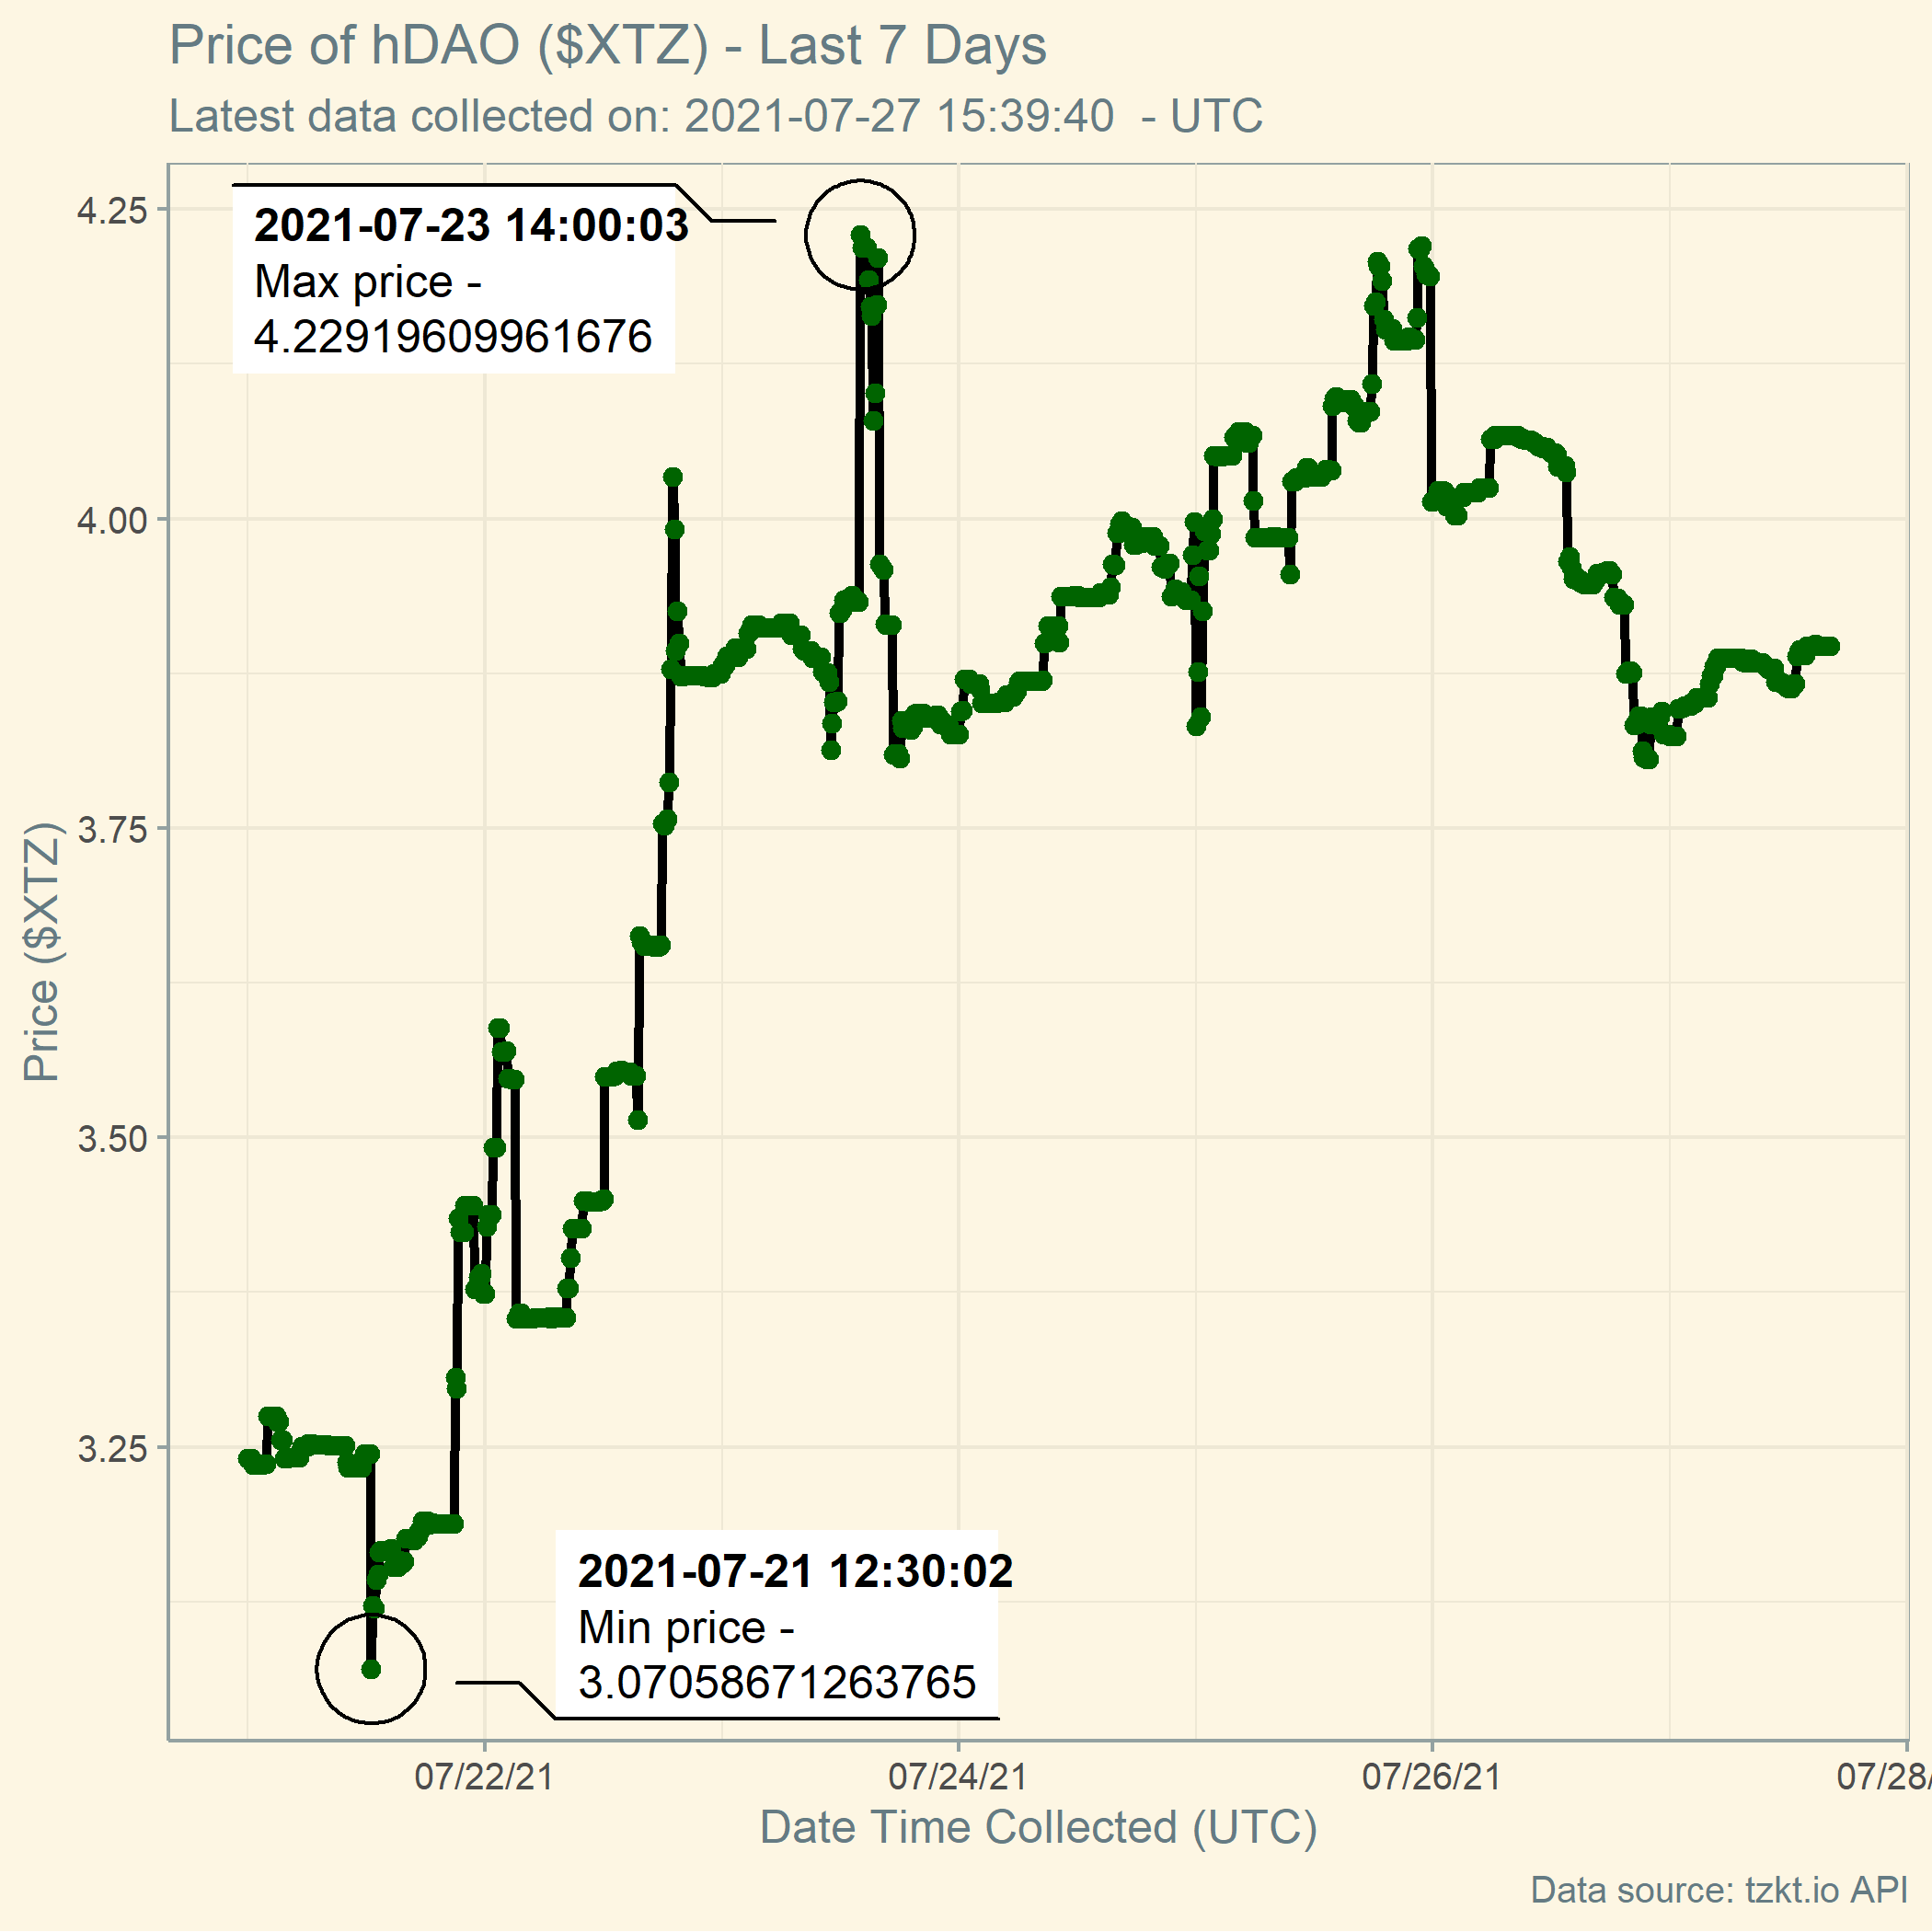 Price of hDAO ($XTZ) - Last 7 Days
Latest data collected on: 2021-07-27 15:39:40  - UTC
2021-07-23 14:00:03
Max price -
4.22919609961676
4.25
4.00
3.75
3.50
3.25
Price ($XTZ)
2021-07-21 12:30:02
Min price -
3.07058671263765
07/22/21
07/24/21
07/26/21
07/28/
Date Time Collected (UTC)
Data source: tzkt.io API